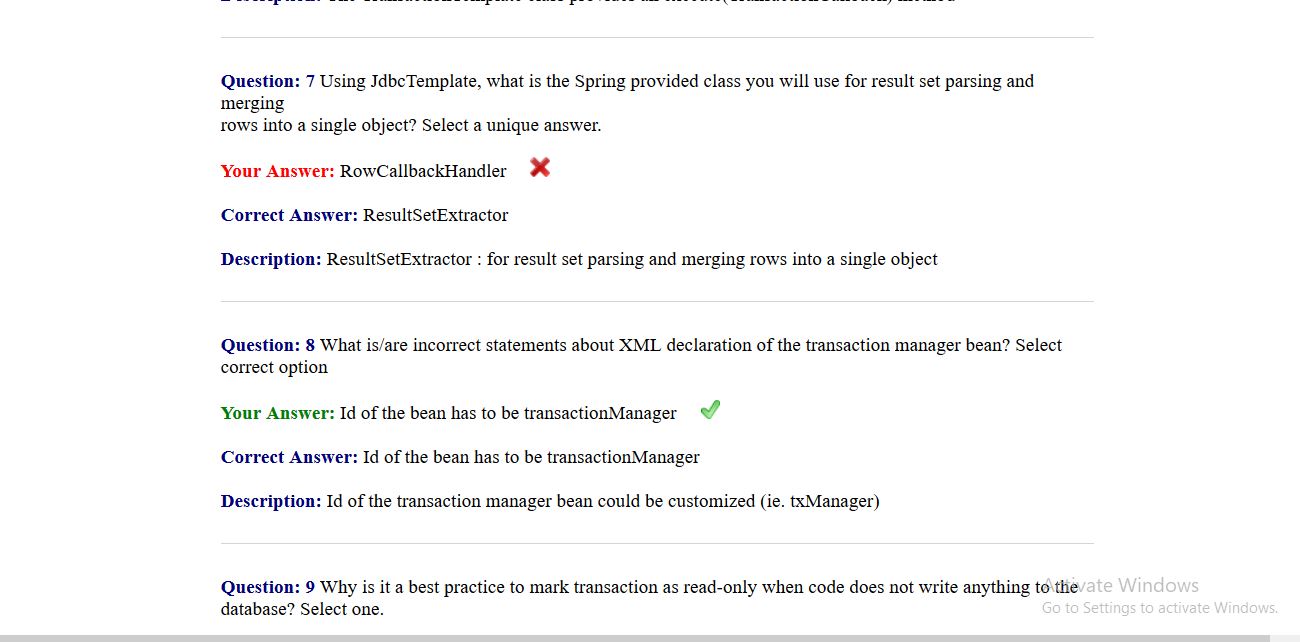 Question: 7 Using JdbcTemplate, what is the Spring provided class you will use for result set parsing and
merging
rows into a single object? Select a unique answer.
Your Answer: RowCallbackHandler
Correct Answer: ResultSetExtractor
Description: ResultSetExtractor : for result set parsing and merging rows into a single object
Question: 8 What is/are incorrect statements about XML declaration of the transaction manager bean? Select
correct option
Your Answer: Id of the bean has to be transactionManager
Correct Answer: Id of the bean has to be transactionManager
Description: Id of the transaction manager bean could be customized (ie. txManager)
Question: 9 Why is it a best practice to mark transaction as read-only when code does not write anything to the
database? Select one.
Activate Windows
Go to Settings to activate Windows.